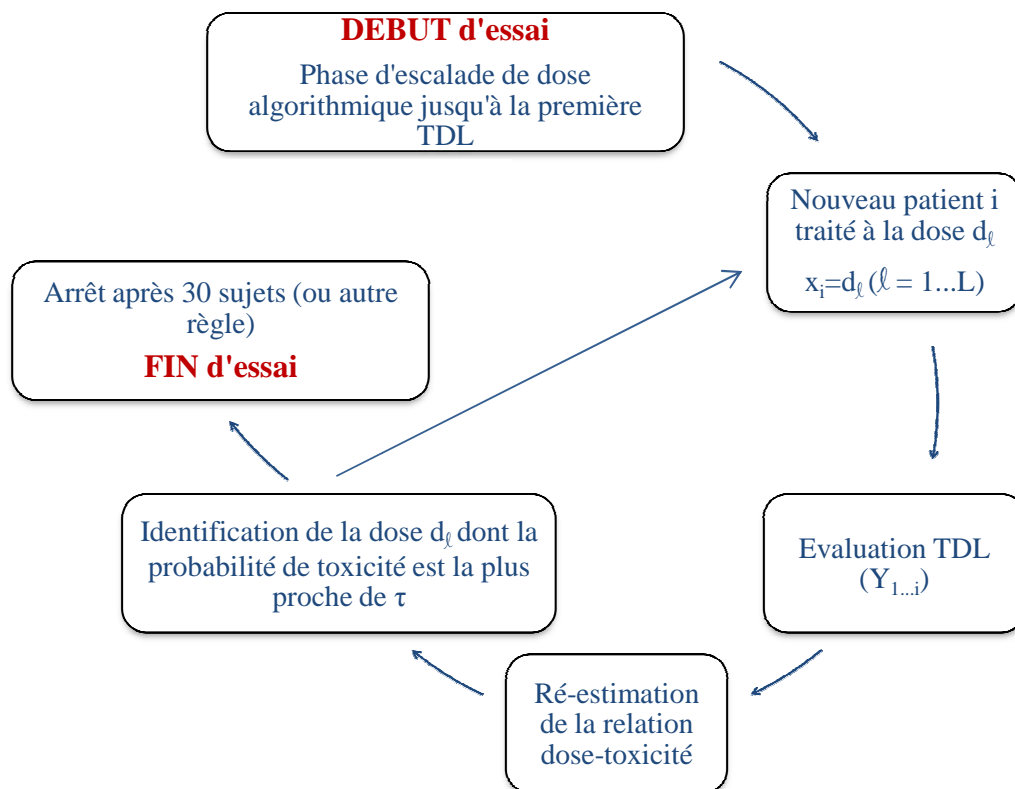 DEBUT d'essai
Phase d'escalade de dose
algorithmique jusqu'à la première
TDL
Nouveau patient i
traité à la dose dℓ
xi=dℓ (ℓ = 1...L)
Evaluation TDL
(Y1...i)
Ré-estimation
de la relation
dose-toxicité
Identification de la dose dℓ dont la
probabilité de toxicité est la plus
proche de τ
Arrêt après 30 sujets (ou autre
règle)
FIN d'essai